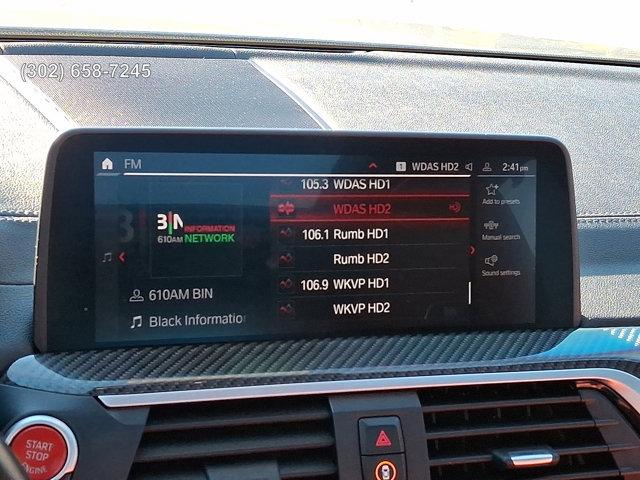 (302) 658-7245
FM
1 WDAS HD2
2:41pm
105.3 WDAS HD1
WDAS HD2
106.1 Rumb HD1
Rumb HD2
106.9 WKVP HD1
WKVP HD2
BIN INFORMATION
610AM NETWORK
610AM BIN
Black Informatio
Add to presets
Manual search
Sound settings
START
STOP
ENGINE